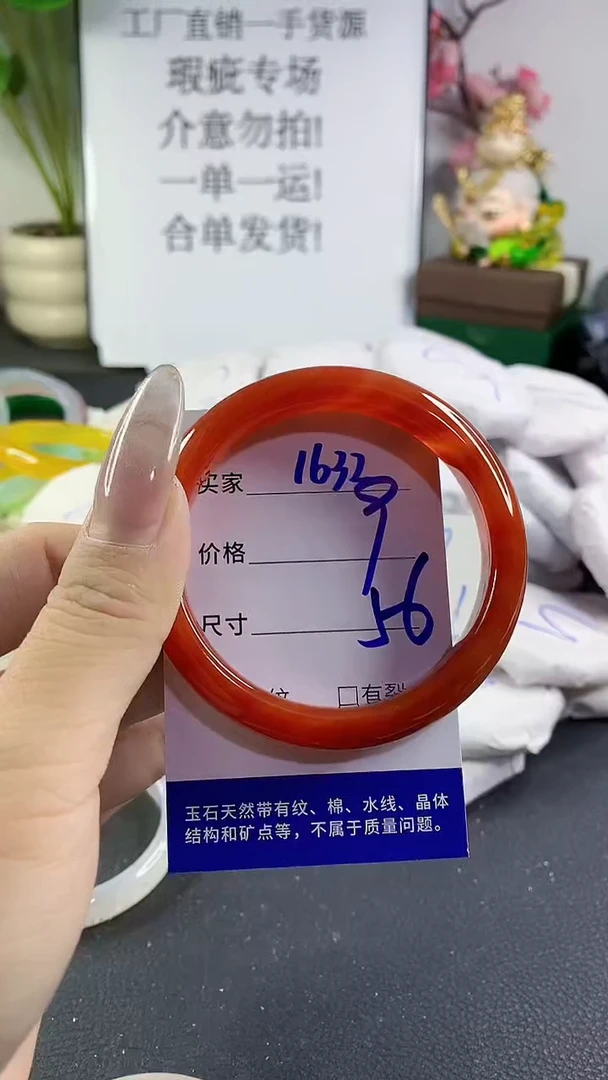 工厂直销一手货源
瑕疵专场
介意勿拍!
一单一运!
合单发货!
卖家 1632
价格 9
尺寸 56
纹 □有裂
玉石天然带有纹、棉、水线、晶体
结构和矿点等，不属于质量问题。